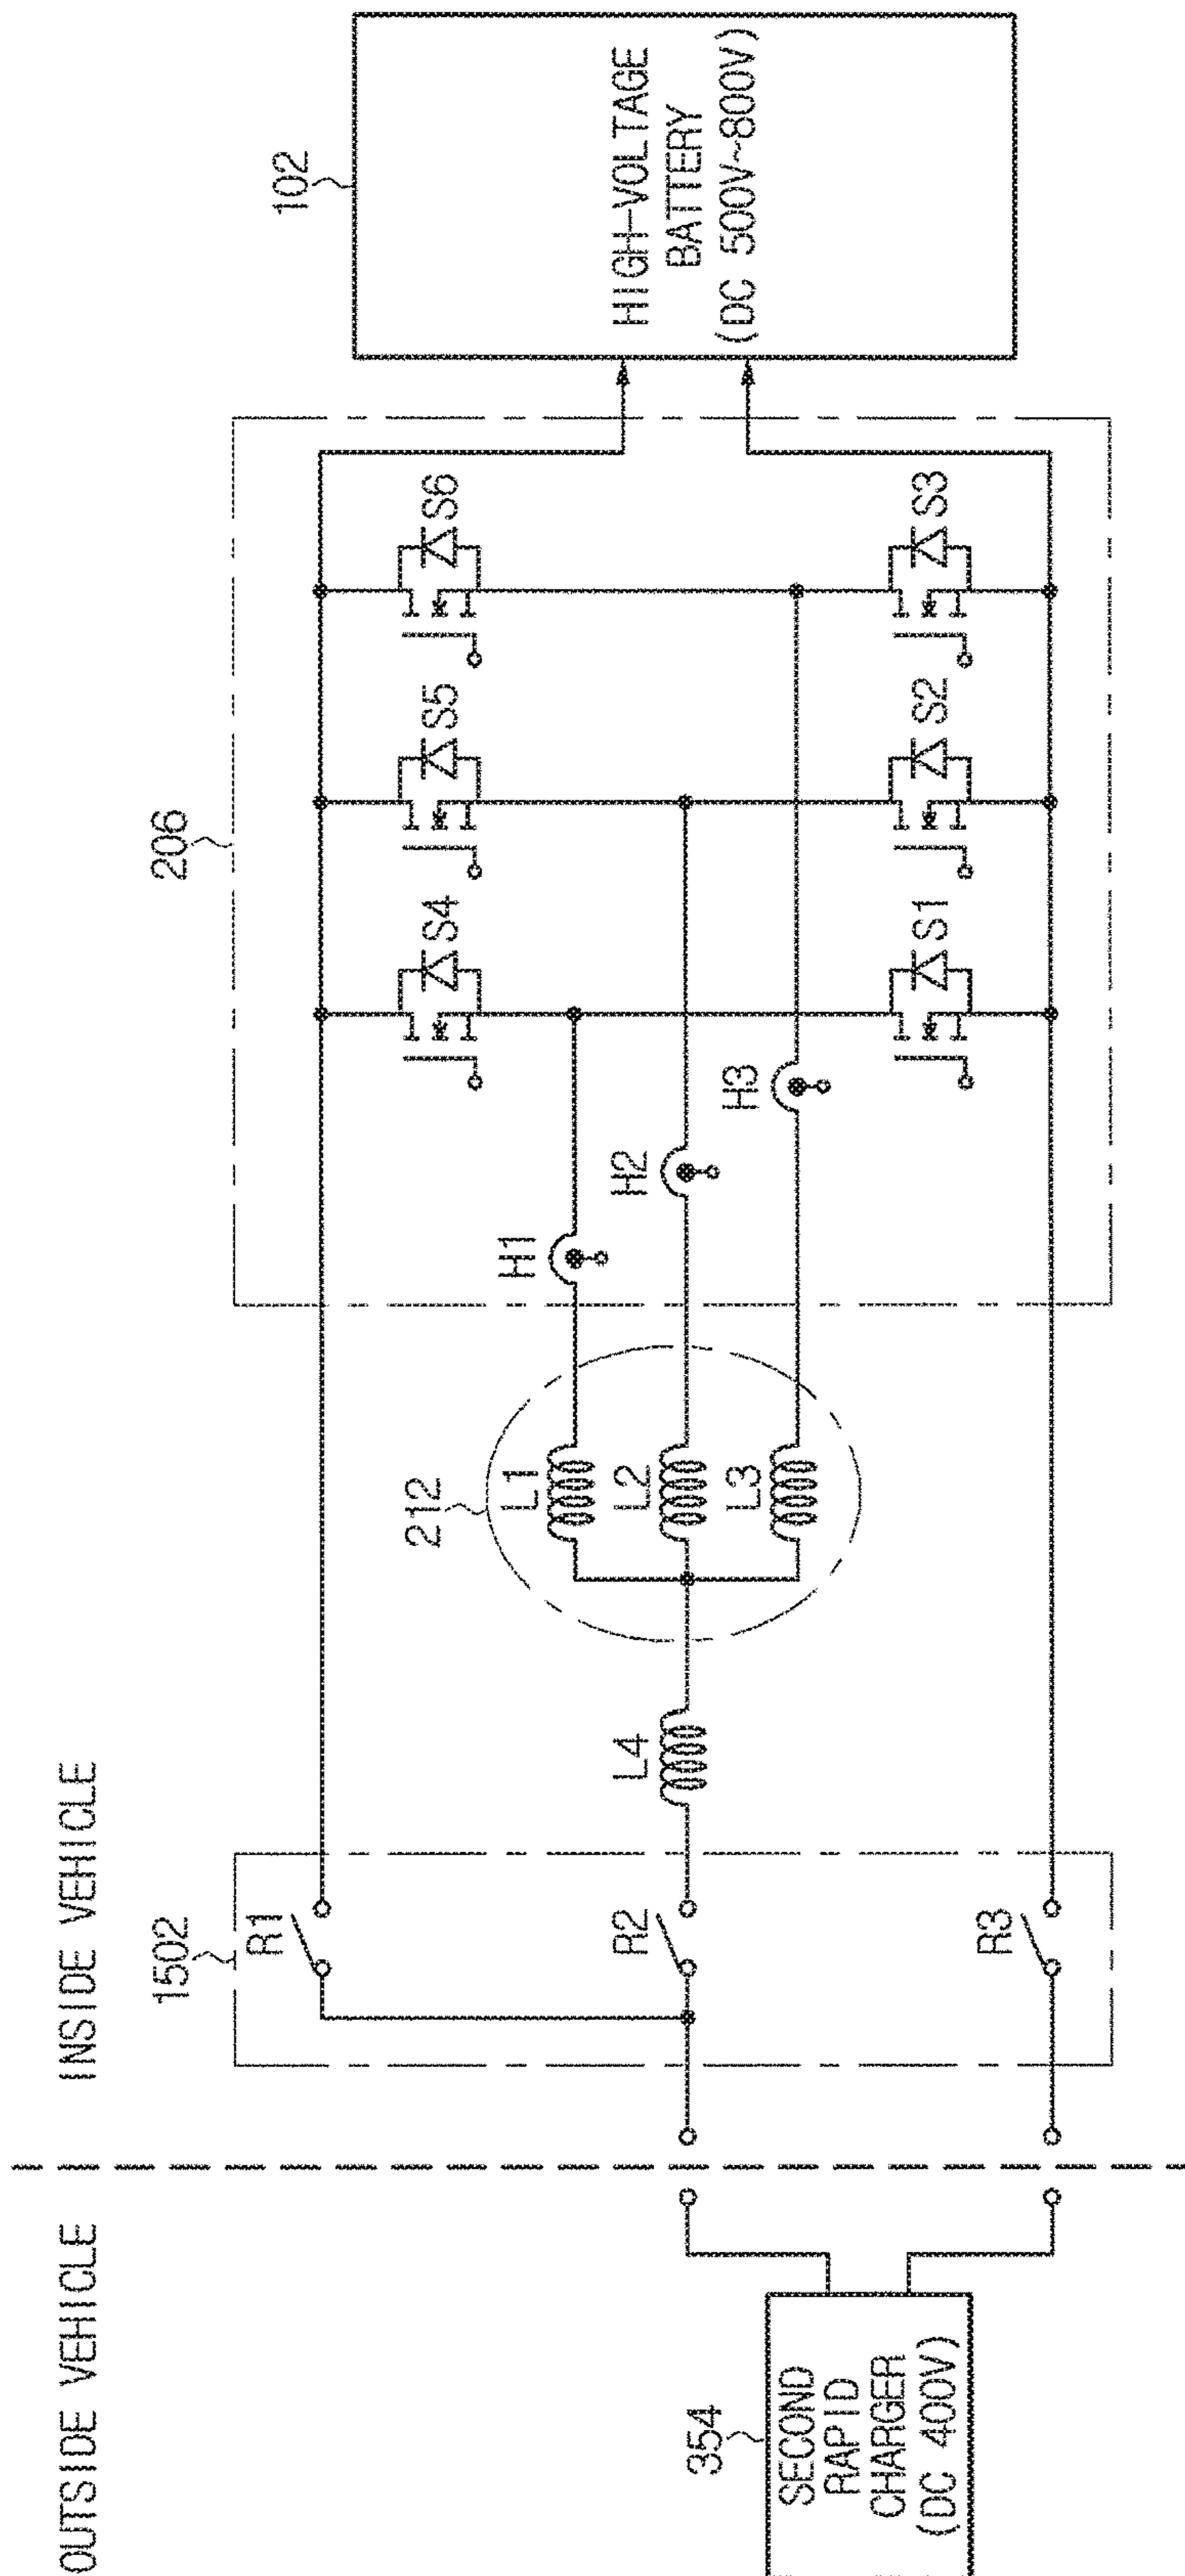 OUTSIDE VEHICLE
INSIDE VEHICLE
354
SECOND
RAPID
CHARGER
(DC 400V)
1502
R1
R2
R3
L4
212
L1
L2
L3
206
H1
H2
H3
S4
S5
S6
S1
S2
S3
102
HIGH-VOLTAGE
BATTERY
(DC 500V~800V)